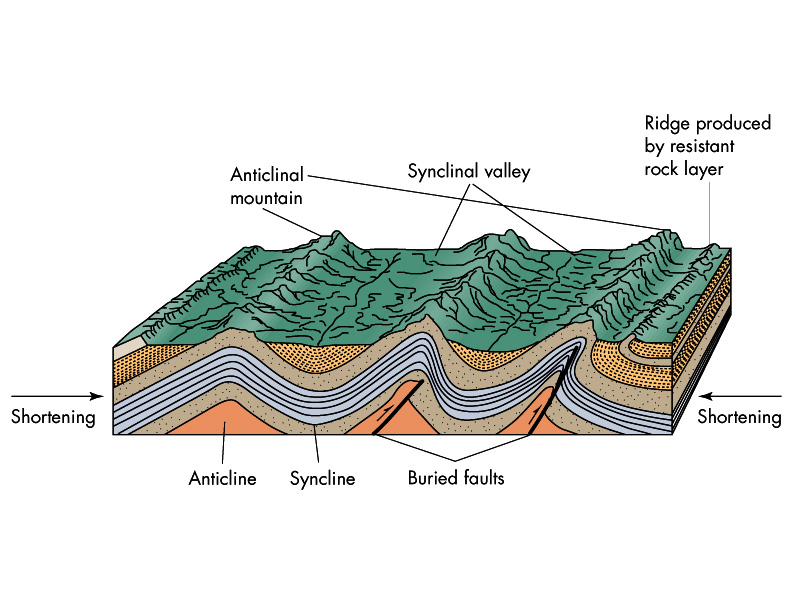 Ridge produced
by resistant
rock layer
Anticlinal
mountain
Synclinal valley
Shortening
Shortening
Anticline
Syncline
Buried faults